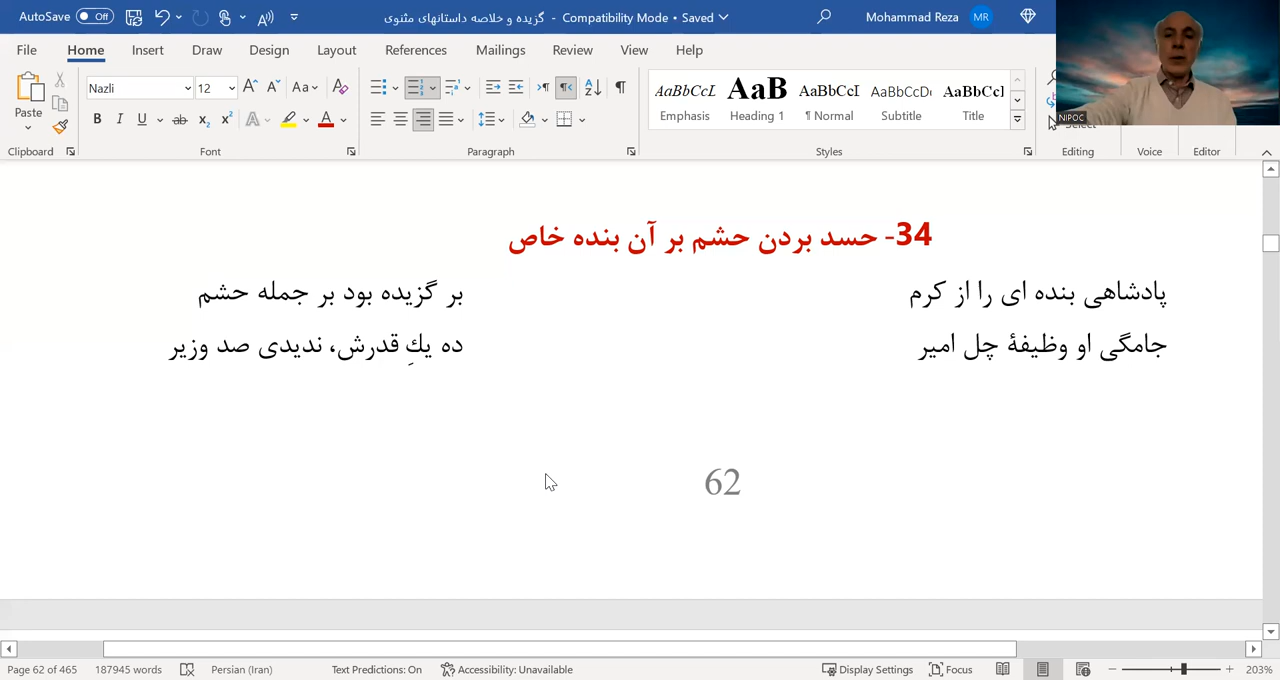 AutoSave Off گزیده و خلاصه داستانهای مثنوی - Compatibility Mode • Saved Mohammad Reza MR
File Home Insert Draw Design Layout References Mailings Review View Help
Paste Nazli 12 Aa AaBbCcL AaB AaBbCcI AaBbCcD AaBbCcI
Emphasis Heading 1 ¶ Normal Subtitle Title Select
NIPOC
Clipboard Font Paragraph Styles Editing Voice Editor
34- حسد بردن حشم بر آن بنده خاص
پادشاهی بنده ای را از کرم بر گزیده بود بر جمله حشم
جامگی او وظیفهٔ چل امیر ده یكِ قدرش، ندیدی صد وزیر
62
Page 62 of 465 187945 words Persian (Iran) Text Predictions: On Accessibility: Unavailable Display Settings Focus 203%